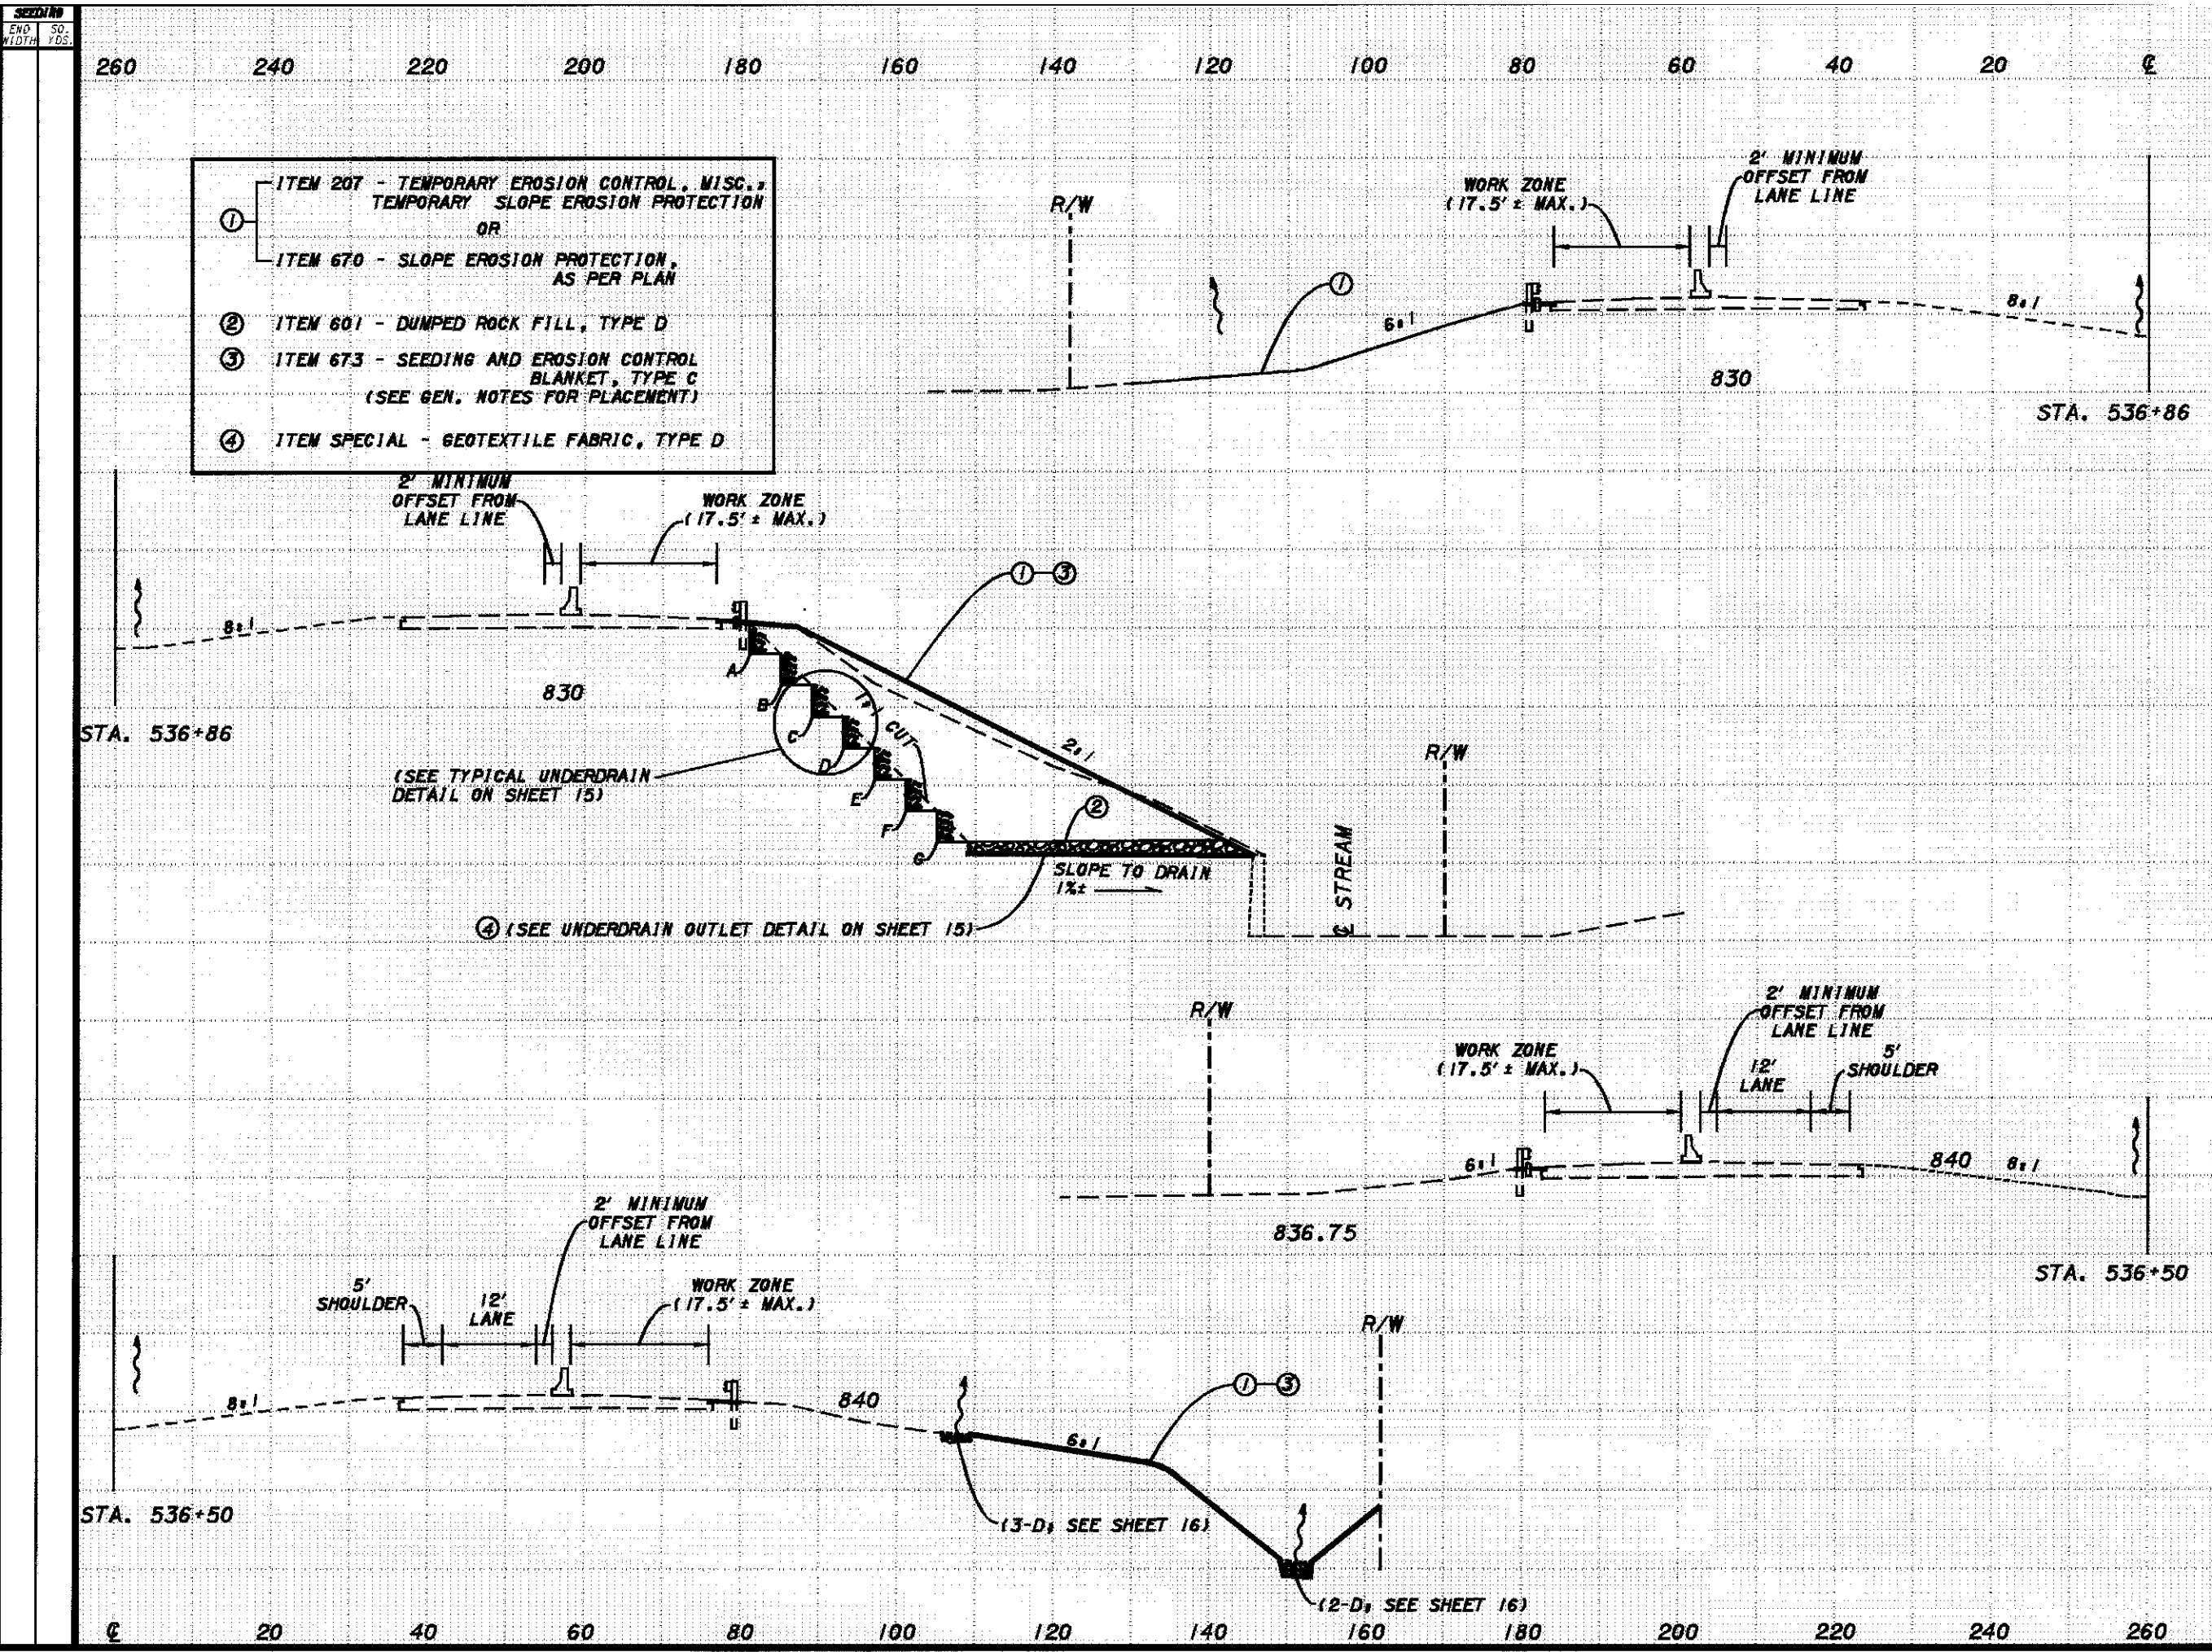 SEEDING
END WIDTH SQ. YDS.
260 240 220 200 180 160 140 120 100 80 60 40 20 ℄
① ITEM 207 - TEMPORARY EROSION CONTROL, MISC.,
TEMPORARY SLOPE EROSION PROTECTION
OR
ITEM 670 - SLOPE EROSION PROTECTION,
AS PER PLAN
② ITEM 601 - DUMPED ROCK FILL, TYPE D
③ ITEM 673 - SEEDING AND EROSION CONTROL
BLANKET, TYPE C
(SEE GEN. NOTES FOR PLACEMENT)
④ ITEM SPECIAL - GEOTEXTILE FABRIC, TYPE D
R/W
WORK ZONE
(17.5' ± MAX.)
2' MINIMUM
OFFSET FROM
LANE LINE
①
6:1
8:1
830
STA. 536+86
2' MINIMUM
OFFSET FROM
LANE LINE
WORK ZONE
(17.5' ± MAX.)
①-③
8:1
830
STA. 536+86
A
B
C
D
E
F
G
1:1 CUT
2:1
(SEE TYPICAL UNDERDRAIN
DETAIL ON SHEET 15)
②
SLOPE TO DRAIN
1%±
④ (SEE UNDERDRAIN OUTLET DETAIL ON SHEET 15)
℄ STREAM
R/W
R/W
WORK ZONE
(17.5' ± MAX.)
2' MINIMUM
OFFSET FROM
LANE LINE
12'
LANE
5'
SHOULDER
6:1
840
8:1
836.75
STA. 536+50
5'
SHOULDER
12'
LANE
2' MINIMUM
OFFSET FROM
LANE LINE
WORK ZONE
(17.5' ± MAX.)
R/W
8:1
840
6:1
①-③
STA. 536+50
(3-D; SEE SHEET 16)
(2-D; SEE SHEET 16)
℄ 20 40 60 80 100 120 140 160 180 200 220 240 260